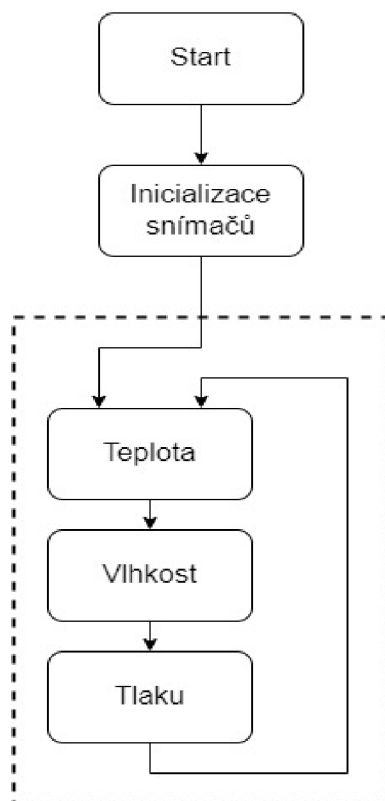 Start
Inicializace
snímačů
Teplota
Vlhkost
Tlaku